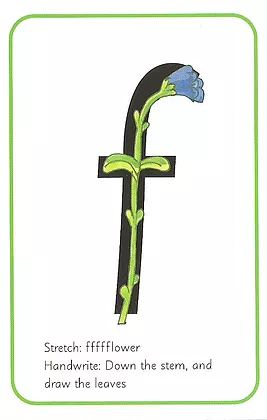 f
Stretch: ffffflower
Handwrite: Down the stem, and
draw the leaves